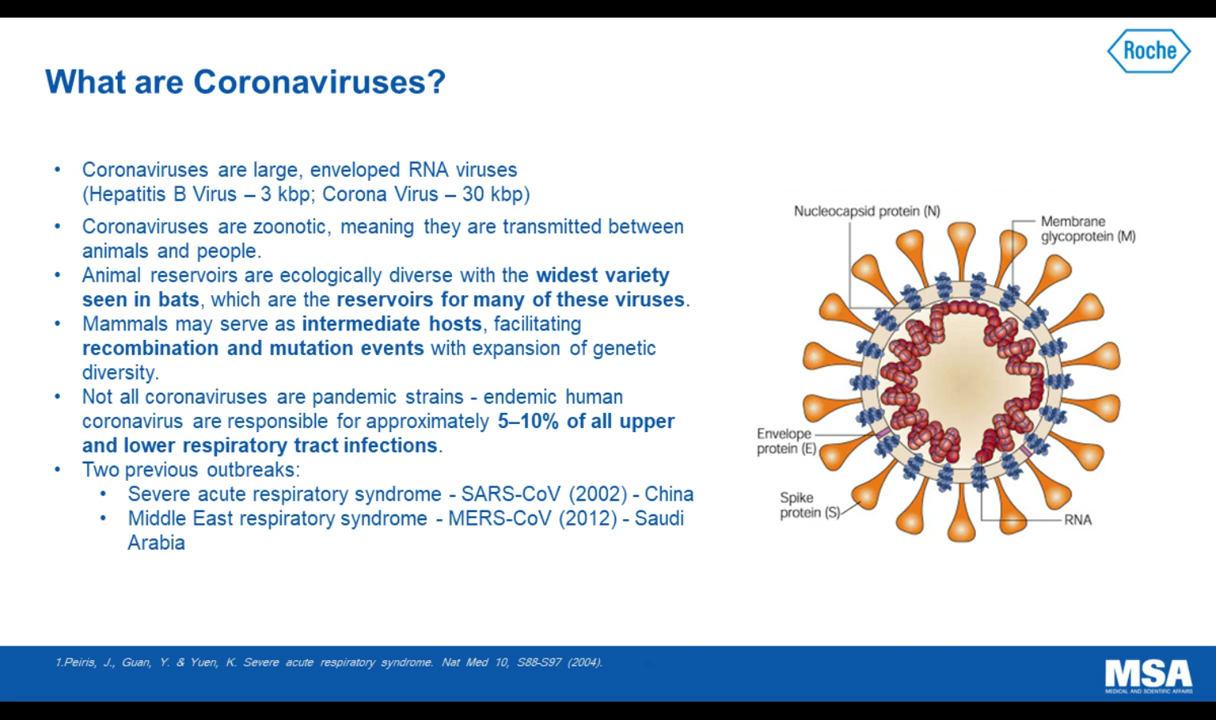 Roche
What are Coronaviruses?
• Coronaviruses are large, enveloped RNA viruses
(Hepatitis B Virus – 3 kbp; Corona Virus – 30 kbp)
• Coronaviruses are zoonotic, meaning they are transmitted between
animals and people.
• Animal reservoirs are ecologically diverse with the widest variety
seen in bats, which are the reservoirs for many of these viruses.
• Mammals may serve as intermediate hosts, facilitating
recombination and mutation events with expansion of genetic
diversity.
• Not all coronaviruses are pandemic strains - endemic human
coronavirus are responsible for approximately 5–10% of all upper
and lower respiratory tract infections.
• Two previous outbreaks:
• Severe acute respiratory syndrome - SARS-CoV (2002) - China
• Middle East respiratory syndrome - MERS-CoV (2012) - Saudi
Arabia
Nucleocapsid protein (N)
Membrane
glycoprotein (M)
Envelope
protein (E)
Spike
protein (S)
RNA
1.Peiris, J., Guan, Y. & Yuen, K. Severe acute respiratory syndrome. Nat Med 10, S88-S97 (2004).
MSA
MEDICAL AND SCIENTIFIC AFFAIRS